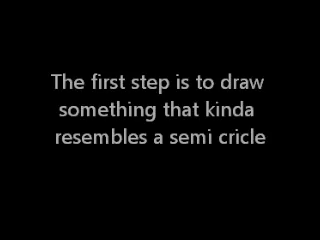 The first step is to draw
something that kinda
resembles a semi cricle